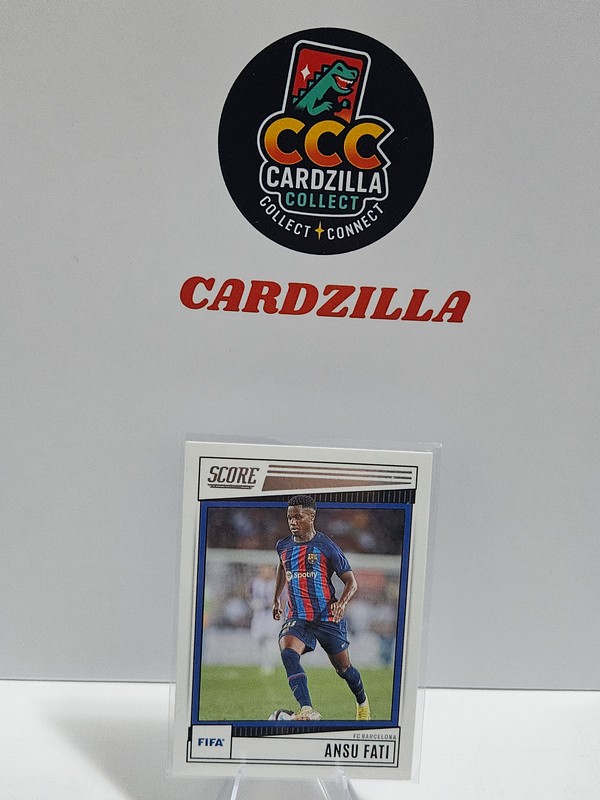 CCC
CARDZILLA
COLLECT
COLLECT CONNECT
CARDZILLA
SCORE
Spotify
FC BARCELONA
FIFA
ANSU FATI